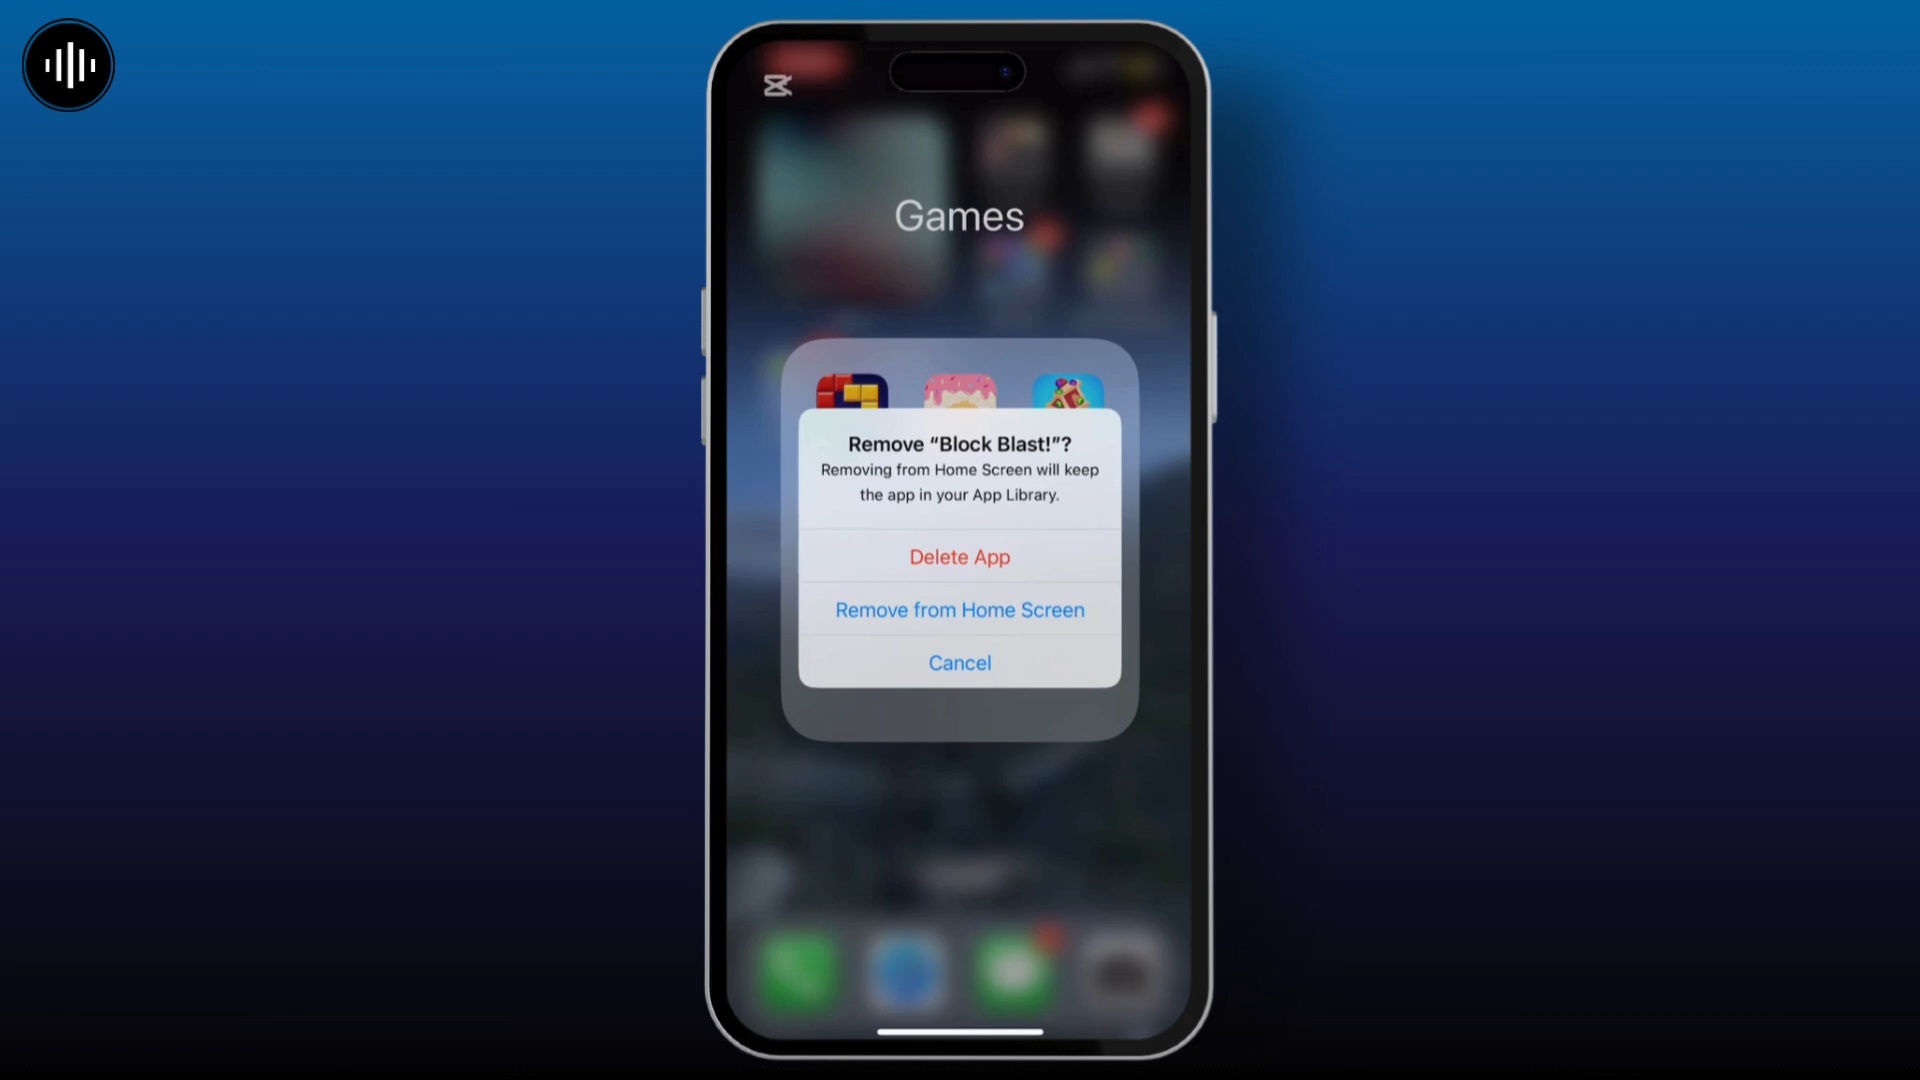 Games
Remove “Block Blast!”?
Removing from Home Screen will keep
the app in your App Library.
Delete App
Remove from Home Screen
Cancel